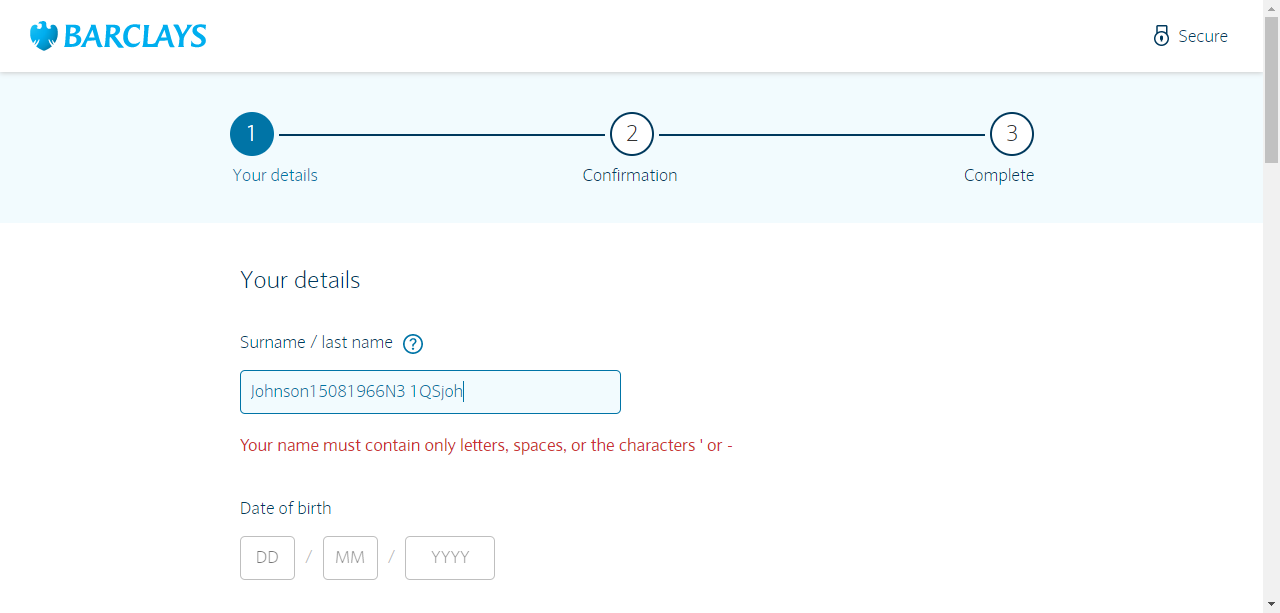 BARCLAYS
Secure
1 2 3
Your details Confirmation Complete
Your details
Surname / last name ?
Johnson15081966N3 1QSjoh
Your name must contain only letters, spaces, or the characters ' or -
Date of birth
DD / MM / YYYY